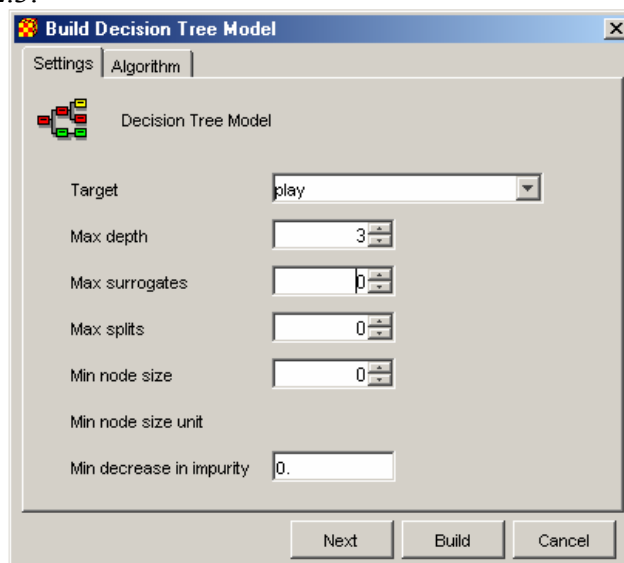 Build Decision Tree Model
Settings Algorithm
Decision Tree Model
Target play
Max depth 3
Max surrogates 0
Max splits 0
Min node size 0
Min node size unit
Min decrease in impurity 0.
Next Build Cancel